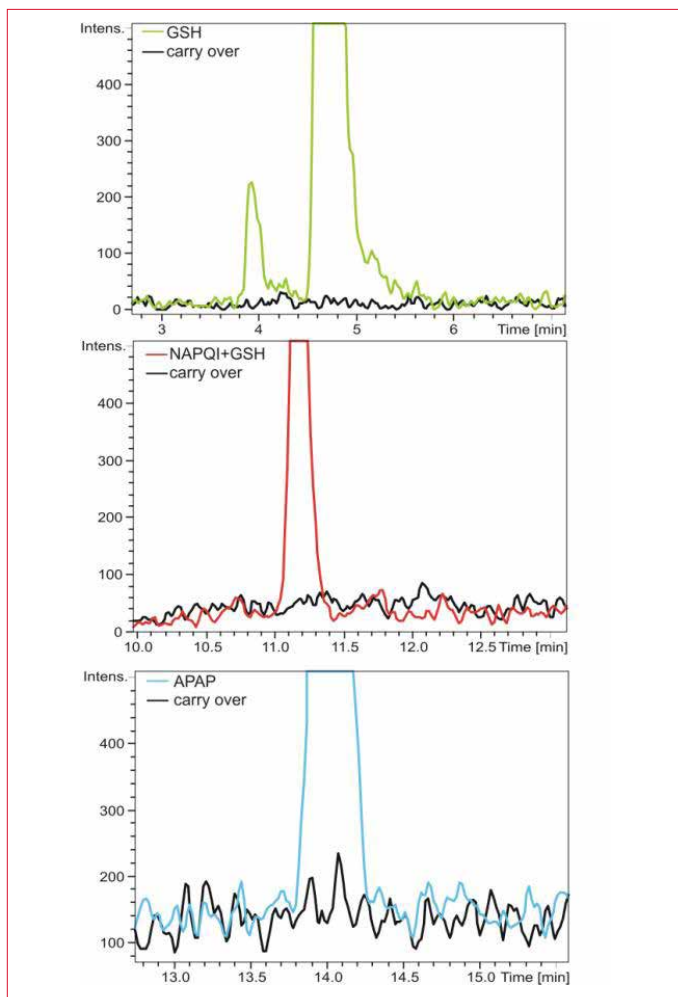 Intens.
GSH
carry over
400
300
200
100
0
3 4 5 6 Time [min]
Intens.
NAPQI+GSH
carry over
400
300
200
100
0
10.0 10.5 11.0 11.5 12.0 12.5 Time [min]
Intens.
APAP
carry over
400
300
200
100
13.0 13.5 14.0 14.5 15.0 Time [min]